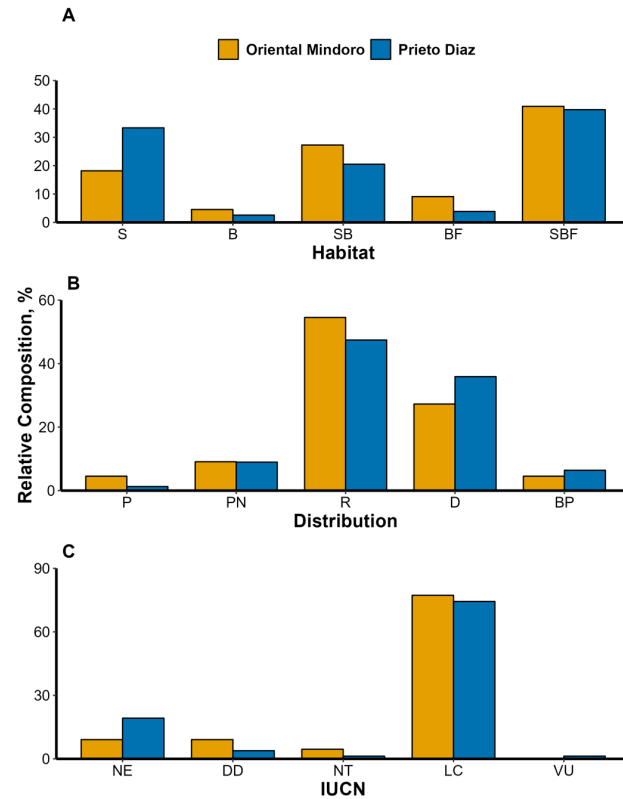 A
Oriental Mindoro Prieto Diaz
50
40
30
20
10
0
S B SB BF SBF
Habitat
B
Relative Composition, %
60
40
20
0
P PN R D BP
Distribution
C
90
60
30
0
NE DD NT LC VU
IUCN